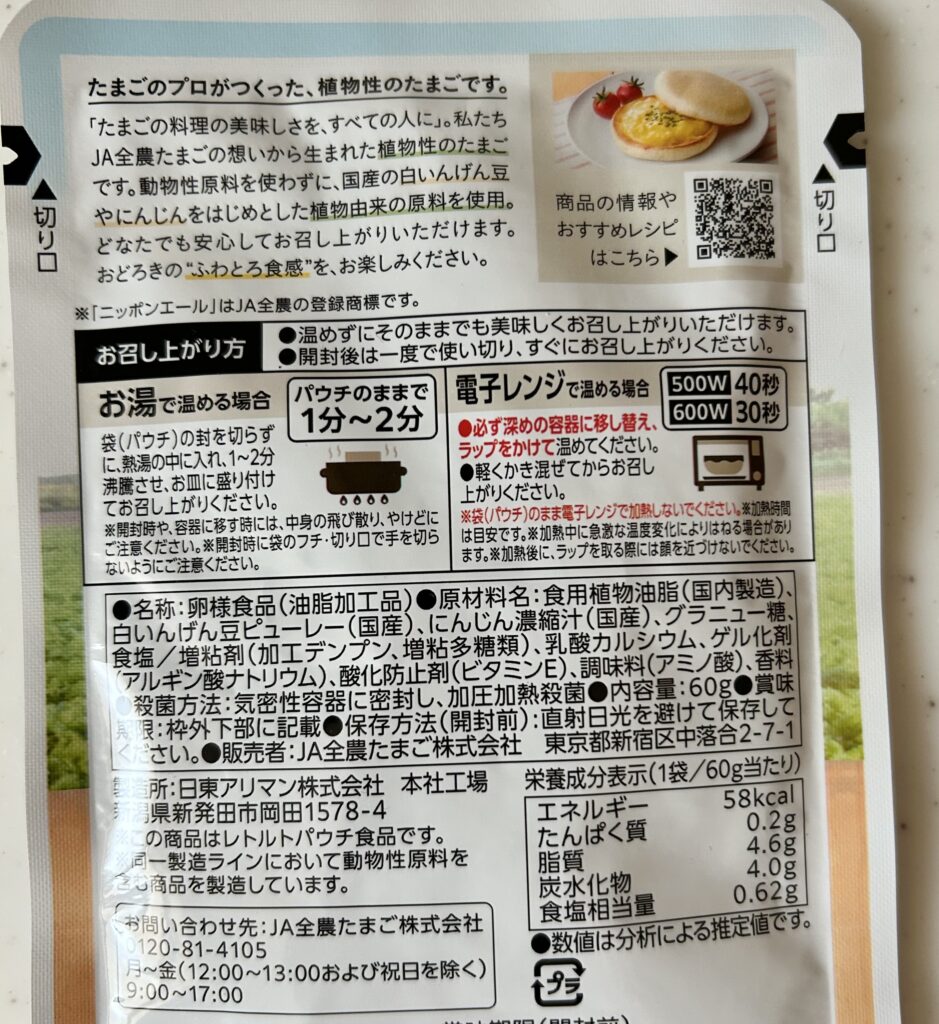 たまごのプロがつくった、植物性のたまごです。
「たまごの料理の美味しさを、すべての人に」。私たち
JA全農たまごの想いから生まれた植物性のたまご
です。動物性原料を使わずに、国産の白いんげん豆
やにんじんをはじめとした植物由来の原料を使用。
どなたでも安心してお召し上がりいただけます。
おどろきの“ふわとろ食感”を、お楽しみください。
商品の情報や
おすすめレシピ
はこちら▶
▲切り口
▲切り口
※「ニッポンエール」はJA全農の登録商標です。
お召し上がり方
●温めずにそのままでも美味しくお召し上がりいただけます。
●開封後は一度で使い切り、すぐにお召し上がりください。
お湯で温める場合
パウチのままで
1分〜2分
袋(パウチ)の封を切らず
に、熱湯の中に入れ、1〜2分
沸騰させ、お皿に盛り付け
てお召し上がりください。
※開封時や、容器に移す時には、中身の飛び散り、やけどに
ご注意ください。※開封時に袋のフチ・切り口で手を切ら
ないようにご注意ください。
電子レンジで温める場合
500W 40秒
600W 30秒
●必ず深めの容器に移し替え、
ラップをかけて温めてください。
●軽くかき混ぜてからお召し
上がりください。
※袋(パウチ)のまま電子レンジで加熱しないでください。※加熱時間
は目安です。※加熱中に急激な温度変化によりはねる場合があり
ます。※加熱後に、ラップを取る際には顔を近づけないでください。
●名称:卵様食品(油脂加工品)●原材料名:食用植物油脂(国内製造)、
白いんげん豆ピューレー(国産)、にんじん濃縮汁(国産)、グラニュー糖、
食塩/増粘剤(加工デンプン、増粘多糖類)、乳酸カルシウム、ゲル化剤
(アルギン酸ナトリウム)、酸化防止剤(ビタミンE)、調味料(アミノ酸)、香料
●殺菌方法:気密性容器に密封し、加圧加熱殺菌●内容量:60g●賞味
期限:枠外下部に記載●保存方法(開封前):直射日光を避けて保存して
ください。●販売者:JA全農たまご株式会社 東京都新宿区中落合2-7-1
製造所:日東アリマン株式会社 本社工場
新潟県新発田市岡田1578-4
※この商品はレトルトパウチ食品です。
※同一製造ラインにおいて動物性原料を
含む商品を製造しています。
お問い合わせ先:JA全農たまご株式会社
0120-81-4105
月〜金(12:00〜13:00および祝日を除く)
9:00〜17:00
栄養成分表示(1袋/60g当たり)
エネルギー 58kcal
たんぱく質 0.2g
脂質 4.6g
炭水化物 4.0g
食塩相当量 0.62g
●数値は分析による推定値です。
プラ
賞味期限(開封前)